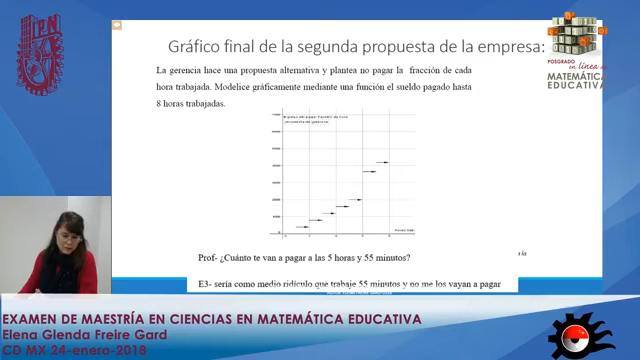 IPN
Gráfico final de la segunda propuesta de la empresa:
POSGRADO
en línea de
MATEMÁTICA
EDUCATIVA
La gerencia hace una propuesta alternativa y plantea no pagar la fracción de cada
hora trabajada. Modelice gráficamente mediante una función el sueldo pagado hasta
8 horas trabajadas.
Prof- ¿Cuánto te van a pagar a las 5 horas y 55 minutos?
E3- sería como medio ridículo que trabaje 55 minutos y no me los vayan a pagar
EXAMEN DE MAESTRÍA EN CIENCIAS EN MATEMÁTICA EDUCATIVA
Elena Glenda Freire Gard
CD MX 24-enero-2018